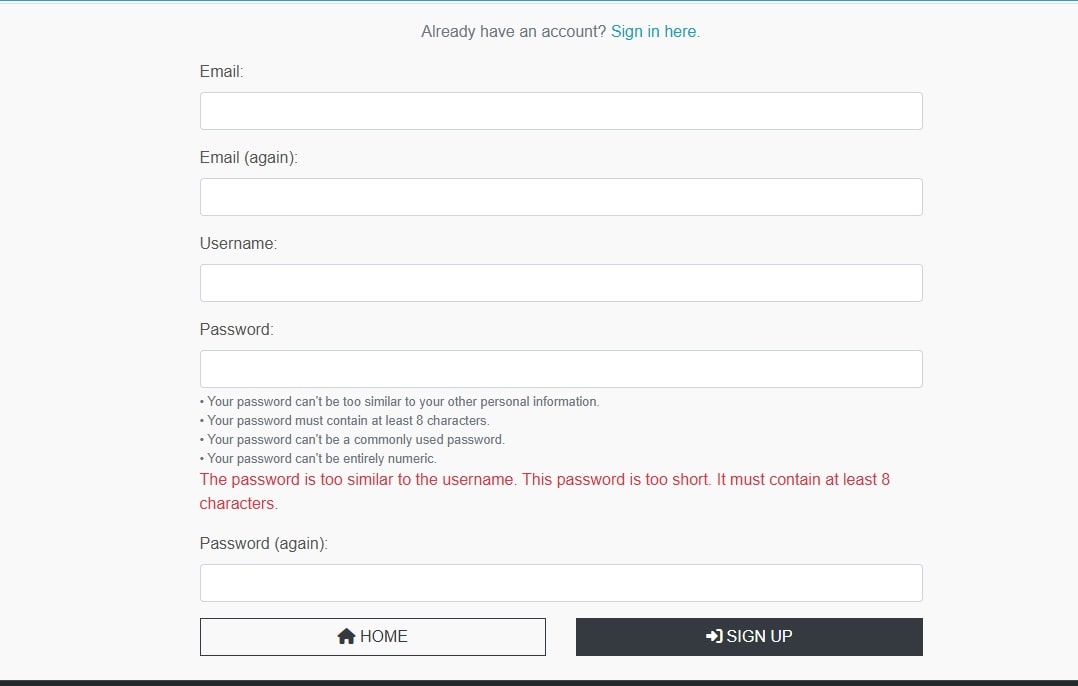 Already have an account? Sign in here.
Email:
Email (again):
Username:
Password:
• Your password can’t be too similar to your other personal information.
• Your password must contain at least 8 characters.
• Your password can’t be a commonly used password.
• Your password can’t be entirely numeric.
The password is too similar to the username. This password is too short. It must contain at least 8
characters.
Password (again):
HOME
SIGN UP